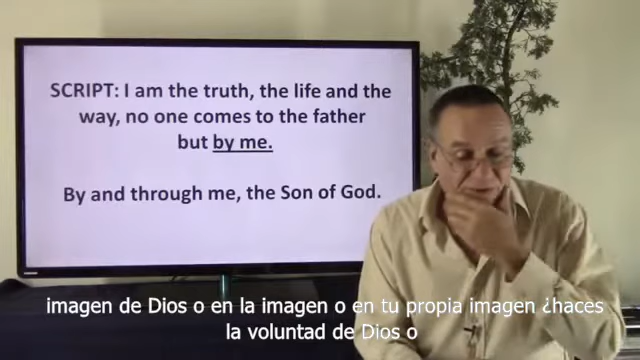 SCRIPT: I am the truth, the life and the
way, no one comes to the father
but by me.
By and through me, the Son of God.
imagen de Dios o en la imagen o en tu propia imagen ¿haces
la voluntad de Dios o